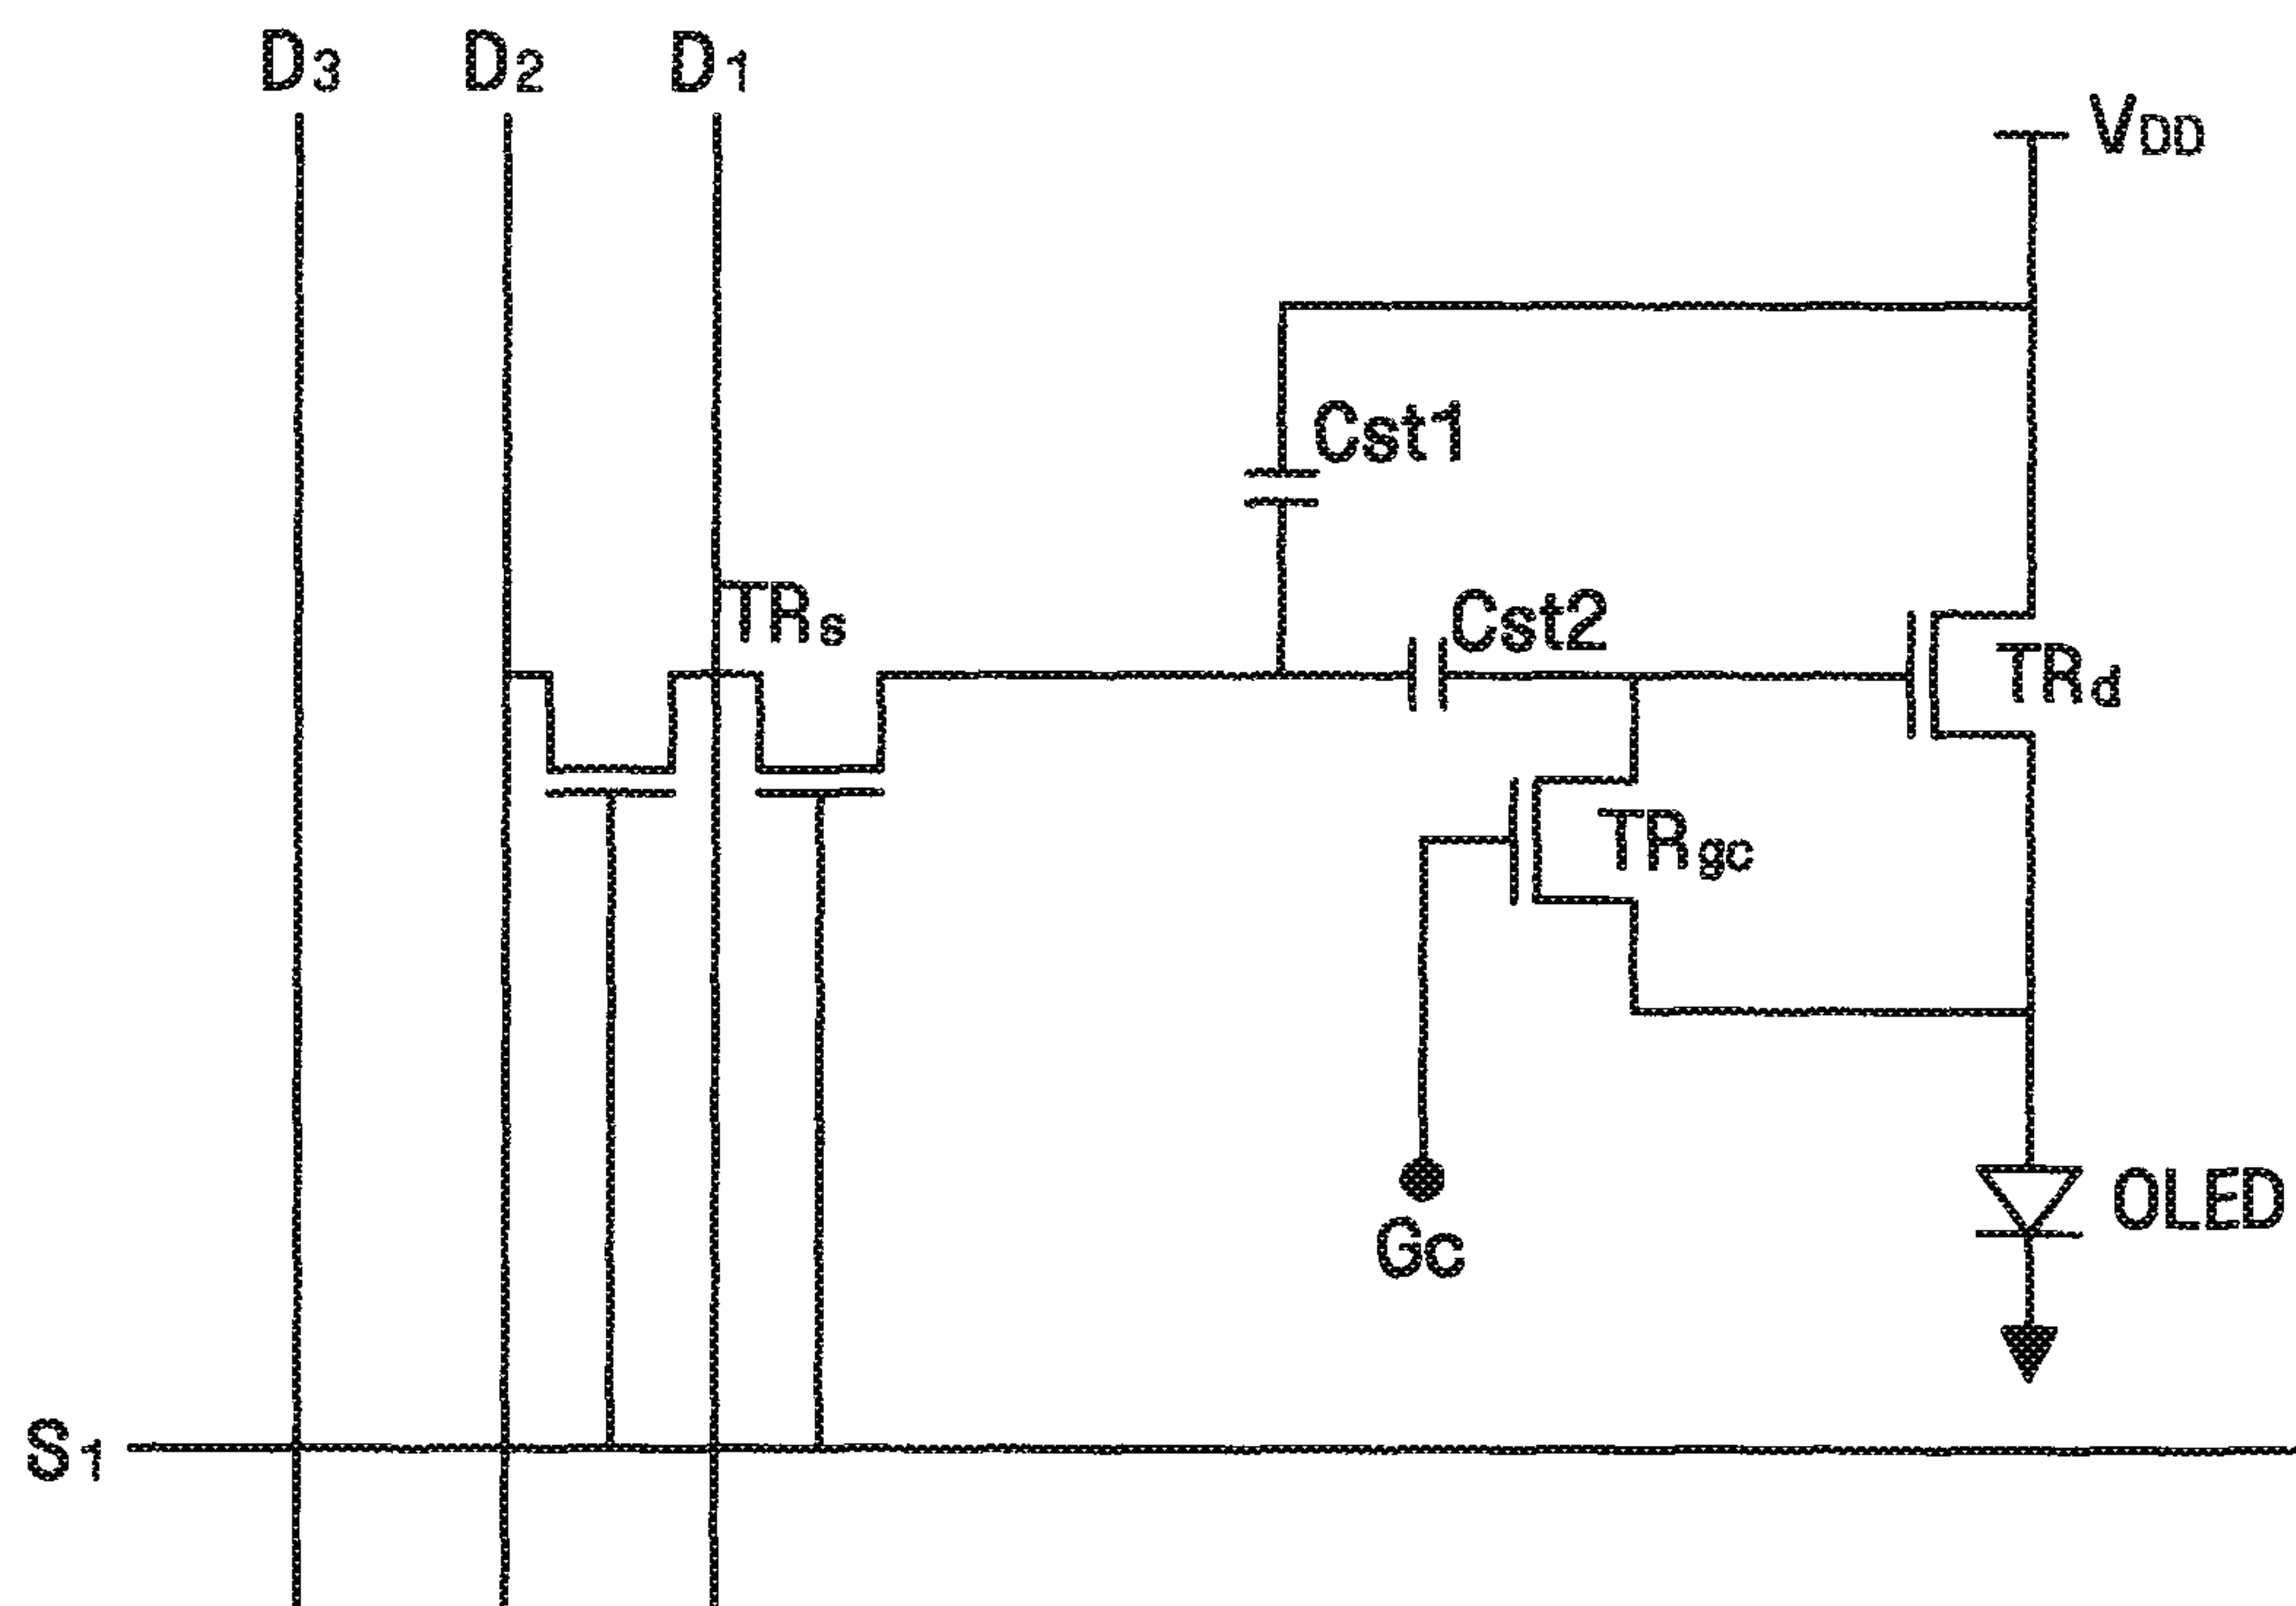 D3 D2 D1
VDD
Cst1
TRs
Cst2
TRd
TRgc
OLED
Gc
S1